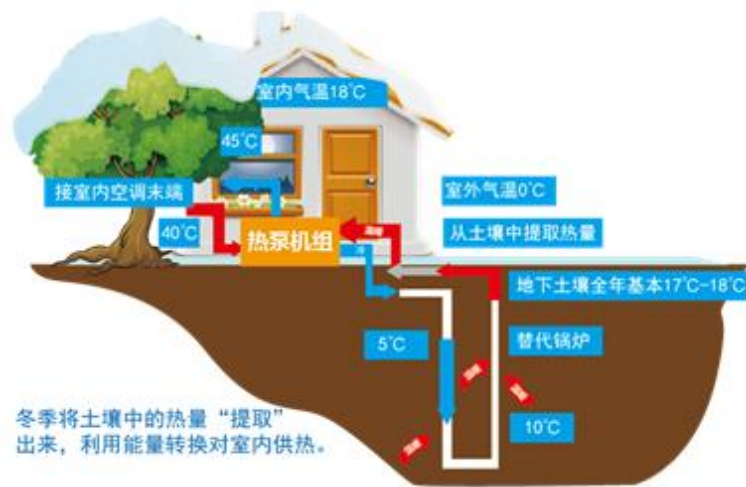 室内气温18℃
45℃
接室内空调末端
室外气温0℃
40℃
热泵机组
从土壤中提取热量
冷
地下土壤全年基本17℃-18℃
5℃
替代锅炉
10℃
冬季将土壤中的热量“提取”
出来，利用能量转换对室内供热。